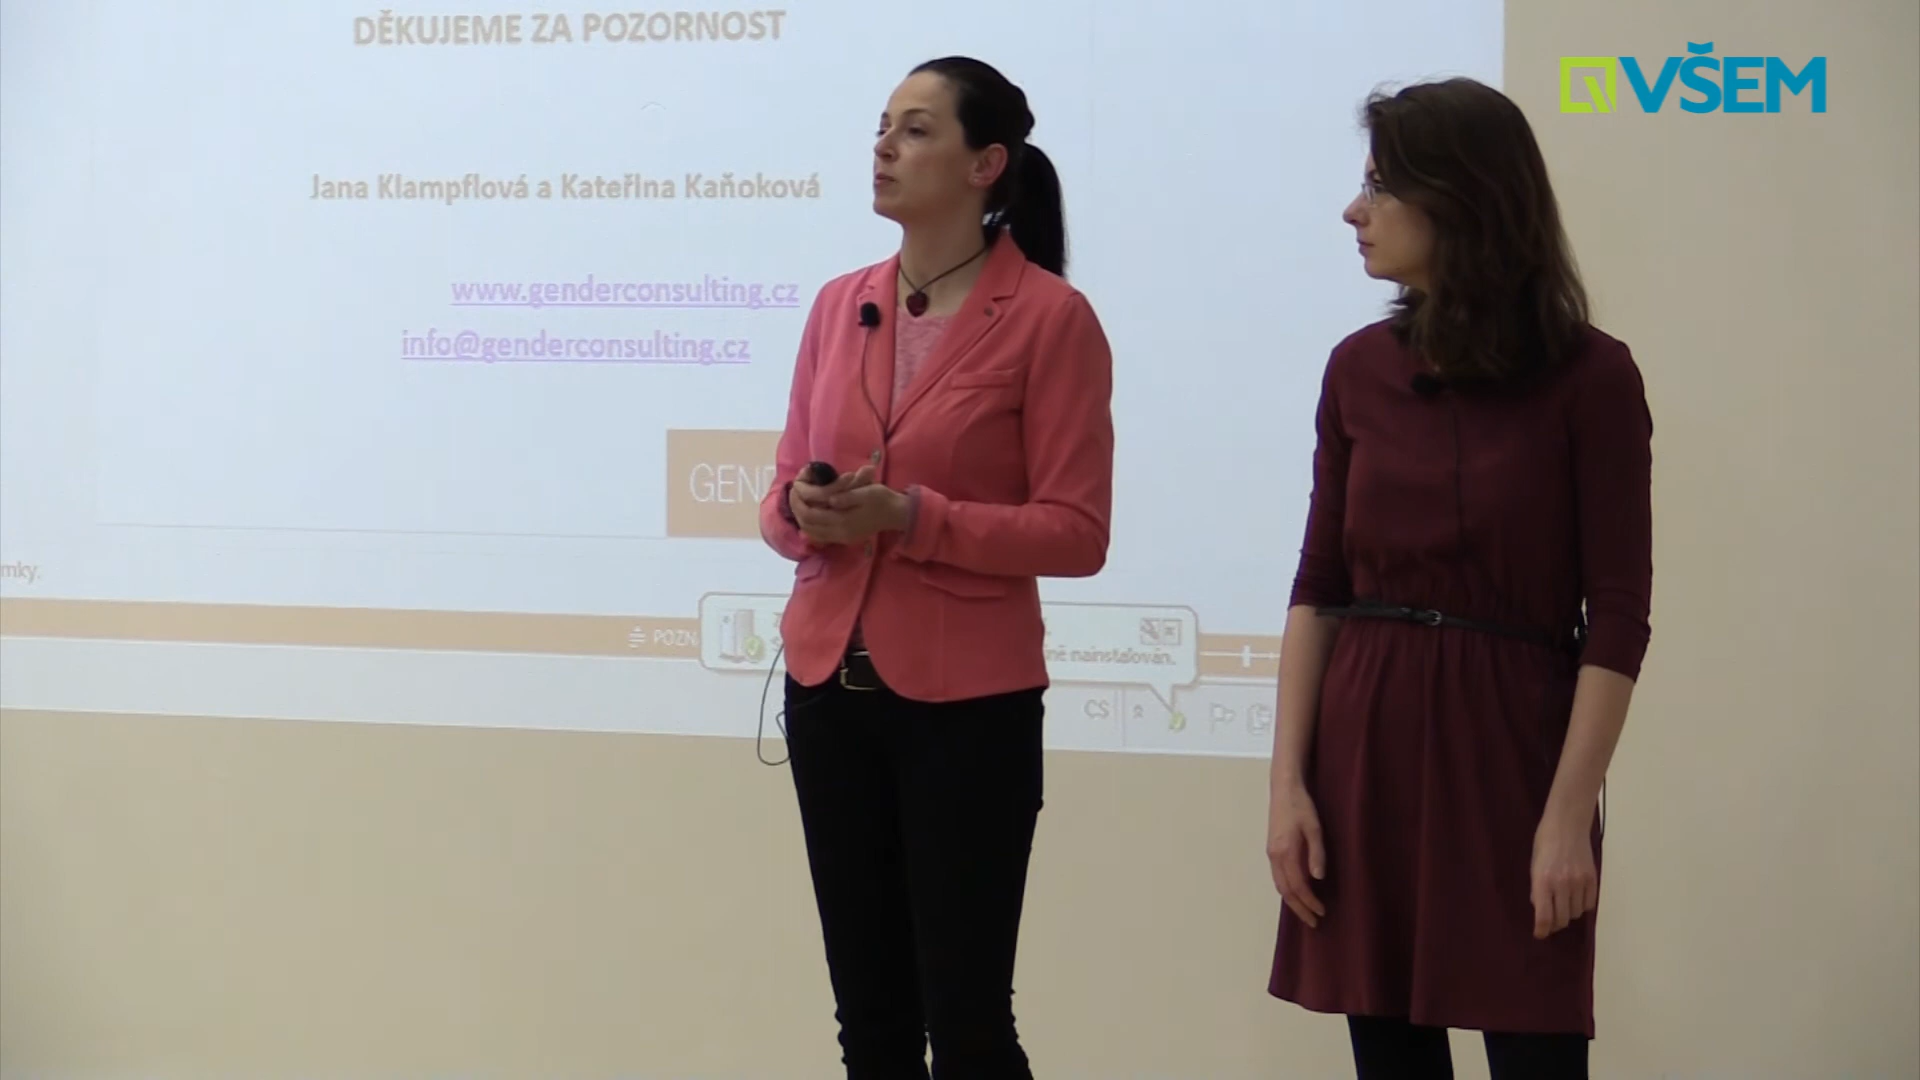 DĚKUJEME ZA POZORNOST
VŠEM
Jana Klampflová a Kateřina Kaňoková
www.genderconsulting.cz
info@genderconsulting.cz
GEND
mky.
POZN
ně nainstalován.
CS